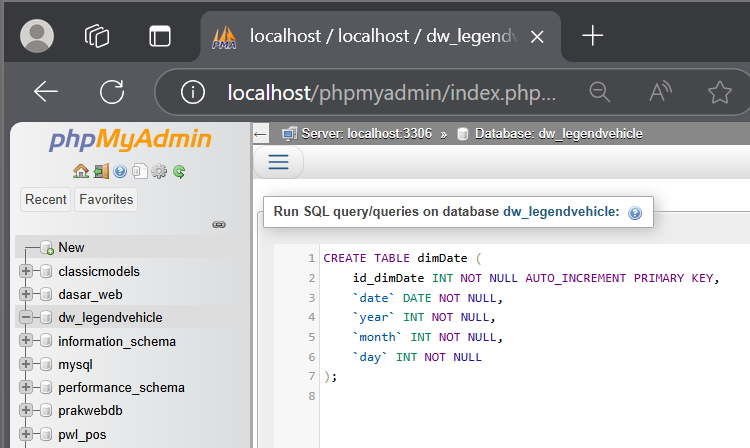 localhost / localhost / dw_legendv
localhost/phpmyadmin/index.php...
phpMyAdmin
Recent
Favorites
New
classicmodels
dasar_web
dw_legendvehicle
information_schema
mysql
performance_schema
prakwebdb
pwl_pos
Server: localhost:3306 » Database: dw_legendvehicle
Run SQL query/queries on database dw_legendvehicle:
1 CREATE TABLE dimDate (
2 id_dimDate INT NOT NULL AUTO_INCREMENT PRIMARY KEY,
3 `date` DATE NOT NULL,
4 `year` INT NOT NULL,
5 `month` INT NOT NULL,
6 `day` INT NOT NULL
7 );
8